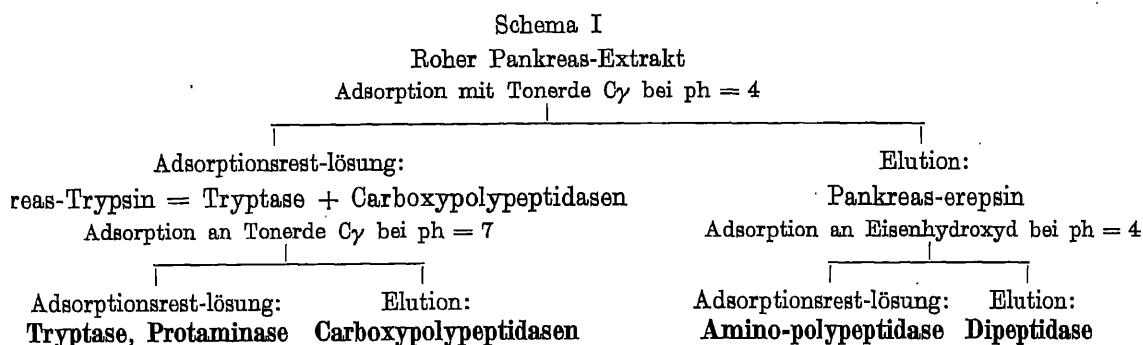 Schema I
Roher Pankreas-Extrakt
Adsorption mit Tonerde Cγ bei ph = 4
Adsorptionsrest-lösung:
reas-Trypsin = Tryptase + Carboxypolypeptidasen
Adsorption an Tonerde Cγ bei ph = 7
Adsorptionsrest-lösung: Elution:
Tryptase, Protaminase Carboxypolypeptidasen
Elution:
Pankreas-erepsin
Adsorption an Eisenhydroxyd bei ph = 4
Adsorptionsrest-lösung: Elution:
Amino-polypeptidase Dipeptidase